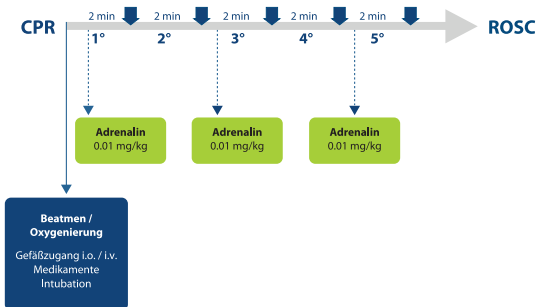 2 min 2 min 2 min 2 min 2 min
CPR ROSC
1° 2° 3° 4° 5°
Adrenalin Adrenalin Adrenalin
0.01 mg/kg 0.01 mg/kg 0.01 mg/kg
Beatmen /
Oxygenierung
Gefäßzugang i.o. / i.v.
Medikamente
Intubation